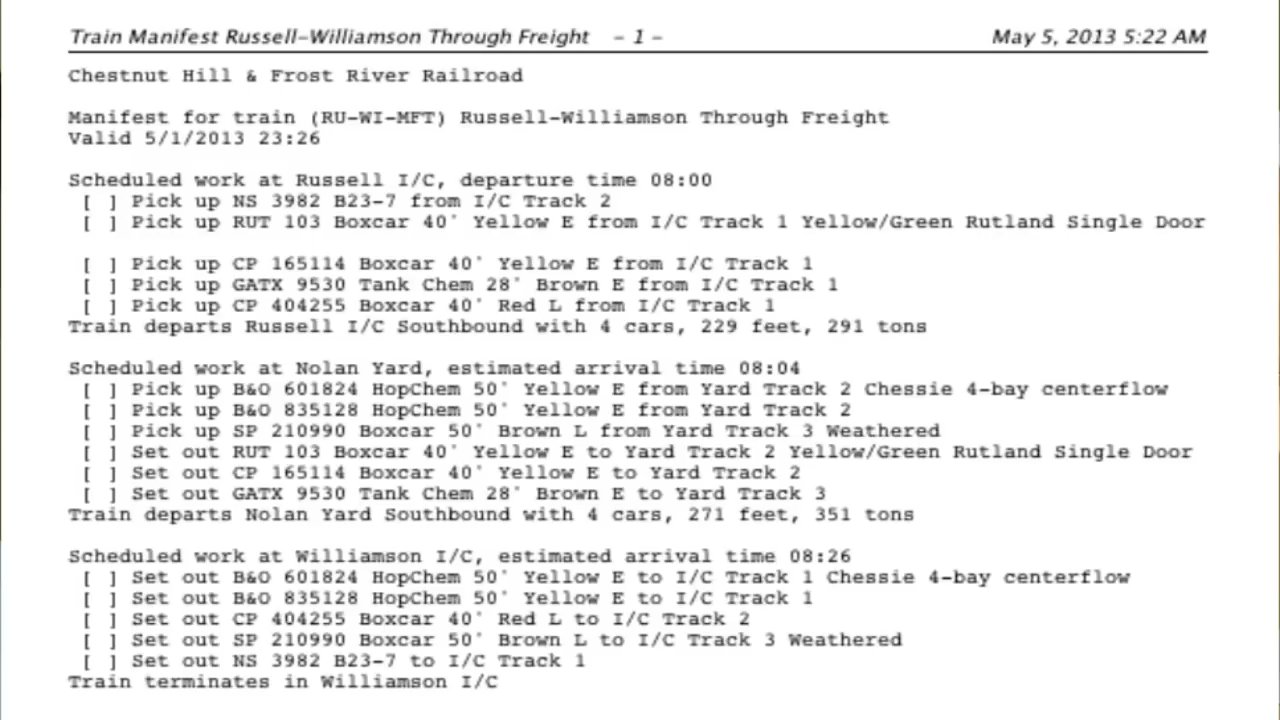 Train Manifest Russell-Williamson Through Freight - 1 - May 5, 2013 5:22 AM
Chestnut Hill & Frost River Railroad
Manifest for train (RU-WI-MFT) Russell-Williamson Through Freight
Valid 5/1/2013 23:26
Scheduled work at Russell I/C, departure time 08:00
[ ] Pick up NS 3982 B23-7 from I/C Track 2
[ ] Pick up RUT 103 Boxcar 40' Yellow E from I/C Track 1 Yellow/Green Rutland Single Door
[ ] Pick up CP 165114 Boxcar 40' Yellow E from I/C Track 1
[ ] Pick up GATX 9530 Tank Chem 28' Brown E from I/C Track 1
[ ] Pick up CP 404255 Boxcar 40' Red L from I/C Track 1
Train departs Russell I/C Southbound with 4 cars, 229 feet, 291 tons
Scheduled work at Nolan Yard, estimated arrival time 08:04
[ ] Pick up B&O 601824 HopChem 50' Yellow E from Yard Track 2 Chessie 4-bay centerflow
[ ] Pick up B&O 835128 HopChem 50' Yellow E from Yard Track 2
[ ] Pick up SP 210990 Boxcar 50' Brown L from Yard Track 3 Weathered
[ ] Set out RUT 103 Boxcar 40' Yellow E to Yard Track 2 Yellow/Green Rutland Single Door
[ ] Set out CP 165114 Boxcar 40' Yellow E to Yard Track 2
[ ] Set out GATX 9530 Tank Chem 28' Brown E to Yard Track 3
Train departs Nolan Yard Southbound with 4 cars, 271 feet, 351 tons
Scheduled work at Williamson I/C, estimated arrival time 08:26
[ ] Set out B&O 601824 HopChem 50' Yellow E to I/C Track 1 Chessie 4-bay centerflow
[ ] Set out B&O 835128 HopChem 50' Yellow E to I/C Track 1
[ ] Set out CP 404255 Boxcar 40' Red L to I/C Track 2
[ ] Set out SP 210990 Boxcar 50' Brown L to I/C Track 3 Weathered
[ ] Set out NS 3982 B23-7 to I/C Track 1
Train terminates in Williamson I/C